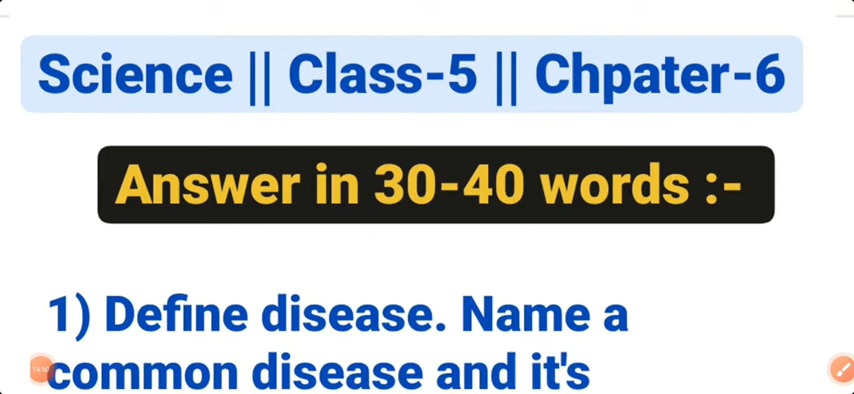 Science || Class-5 || Chpater-6
Answer in 30-40 words :-
1) Define disease. Name a
common disease and it's